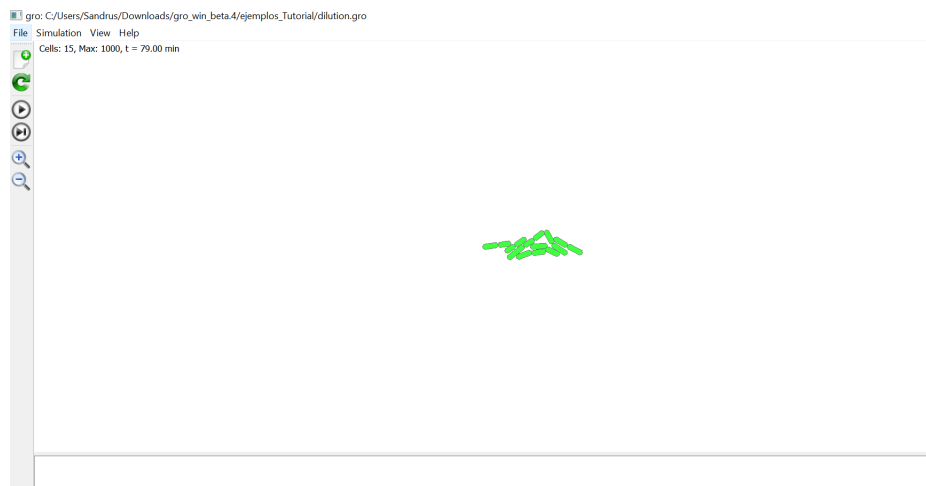 gro: C:/Users/Sandrus/Downloads/gro_win_beta.4/ejemplos_Tutorial/dilution.gro
File Simulation View Help
Cells: 15, Max: 1000, t = 79.00 min